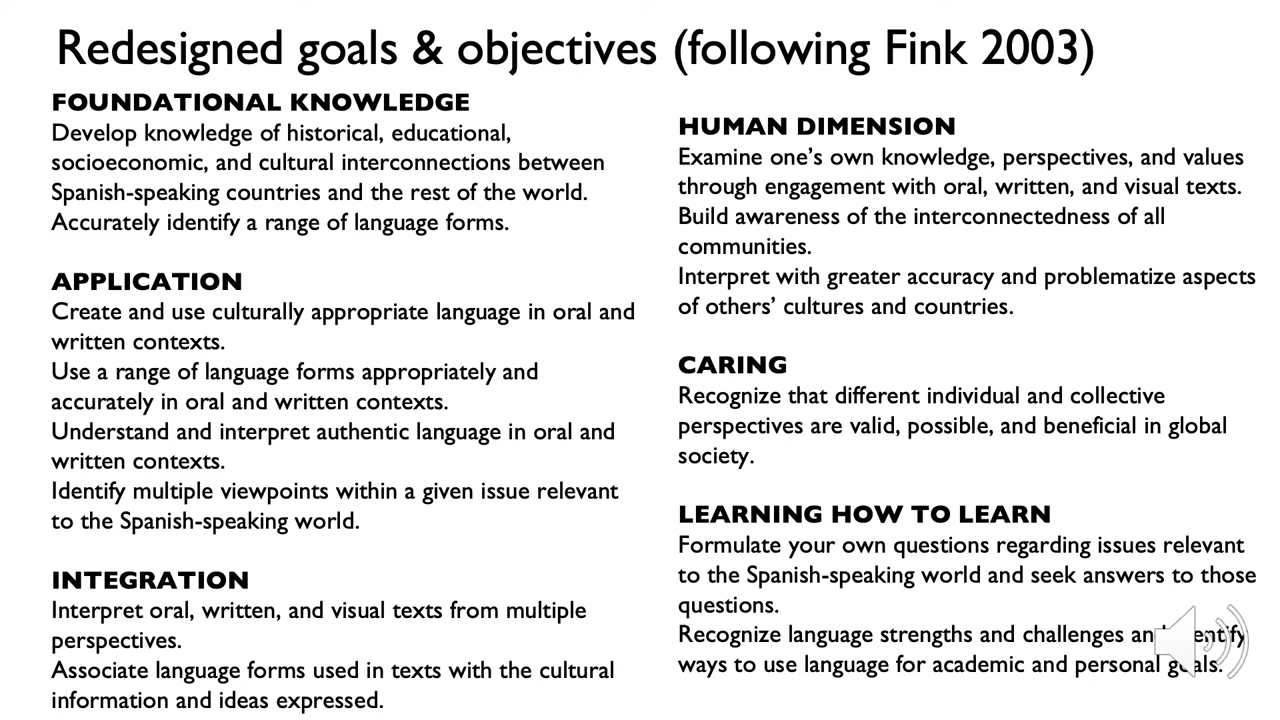 Redesigned goals & objectives (following Fink 2003)
FOUNDATIONAL KNOWLEDGE
Develop knowledge of historical, educational,
socioeconomic, and cultural interconnections between
Spanish-speaking countries and the rest of the world.
Accurately identify a range of language forms.
APPLICATION
Create and use culturally appropriate language in oral and
written contexts.
Use a range of language forms appropriately and
accurately in oral and written contexts.
Understand and interpret authentic language in oral and
written contexts.
Identify multiple viewpoints within a given issue relevant
to the Spanish-speaking world.
INTEGRATION
Interpret oral, written, and visual texts from multiple
perspectives.
Associate language forms used in texts with the cultural
information and ideas expressed.
HUMAN DIMENSION
Examine one’s own knowledge, perspectives, and values
through engagement with oral, written, and visual texts.
Build awareness of the interconnectedness of all
communities.
Interpret with greater accuracy and problematize aspects
of others’ cultures and countries.
CARING
Recognize that different individual and collective
perspectives are valid, possible, and beneficial in global
society.
LEARNING HOW TO LEARN
Formulate your own questions regarding issues relevant
to the Spanish-speaking world and seek answers to those
questions.
Recognize language strengths and challenges and identify
ways to use language for academic and personal goals.